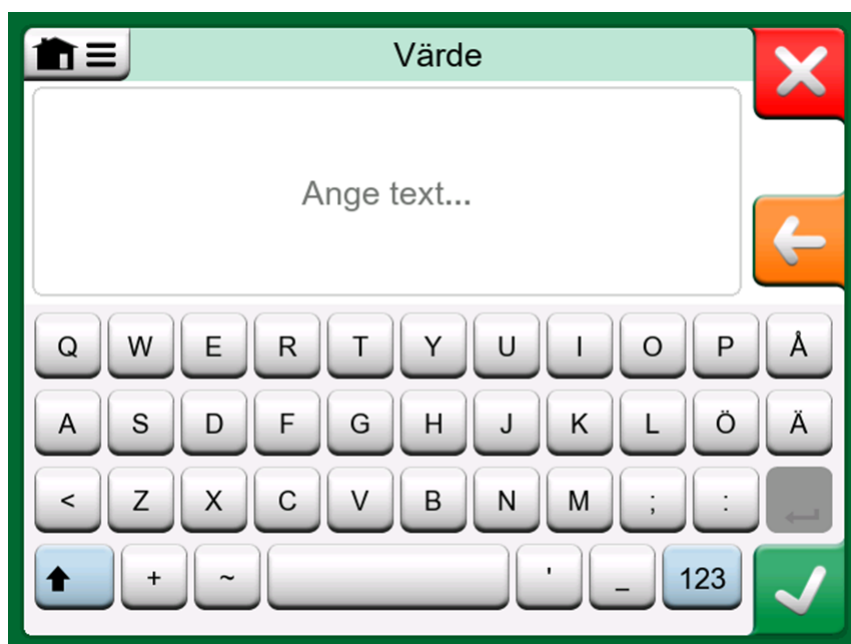 Värde
Ange text...
Q W E R T Y U I O P Å
A S D F G H J K L Ö Ä
< Z X C V B N M ; :
+ ~ ' _ 123